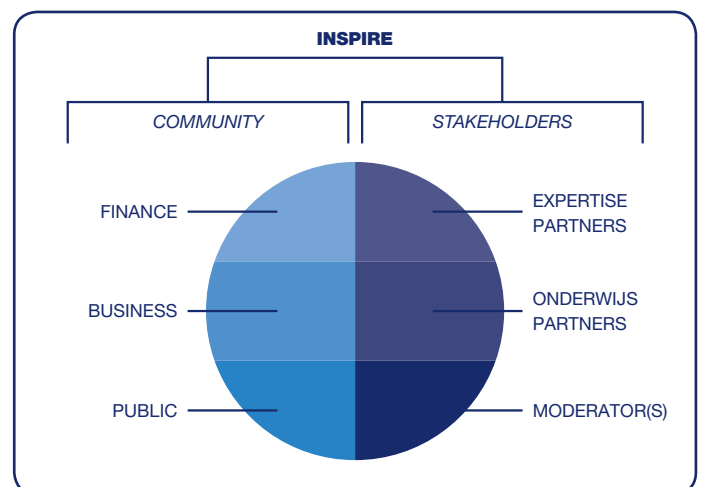 INSPIRE
COMMUNITY
STAKEHOLDERS
FINANCE
BUSINESS
PUBLIC
EXPERTISE
PARTNERS
ONDERWIJS
PARTNERS
MODERATOR(S)